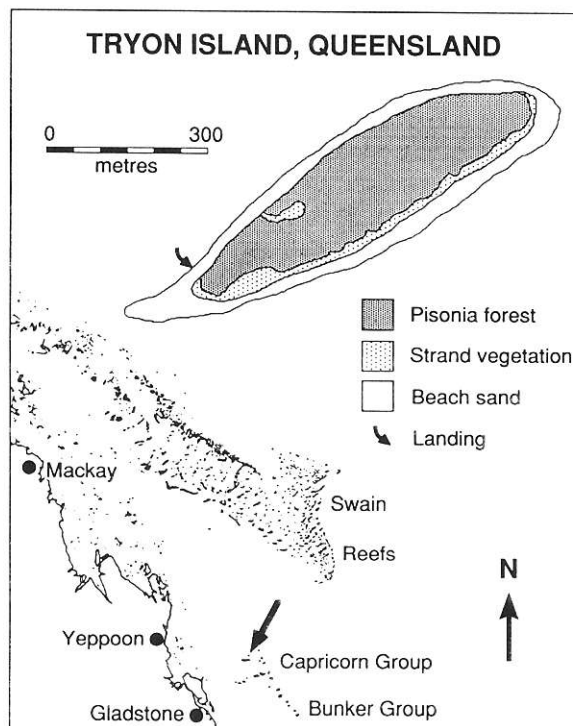 TRYON ISLAND, QUEENSLAND
0 300
metres
Pisonia forest
Strand vegetation
Beach sand
Landing
Mackay
Swain
Reefs
N
Yeppoon
Capricorn Group
Gladstone
Bunker Group